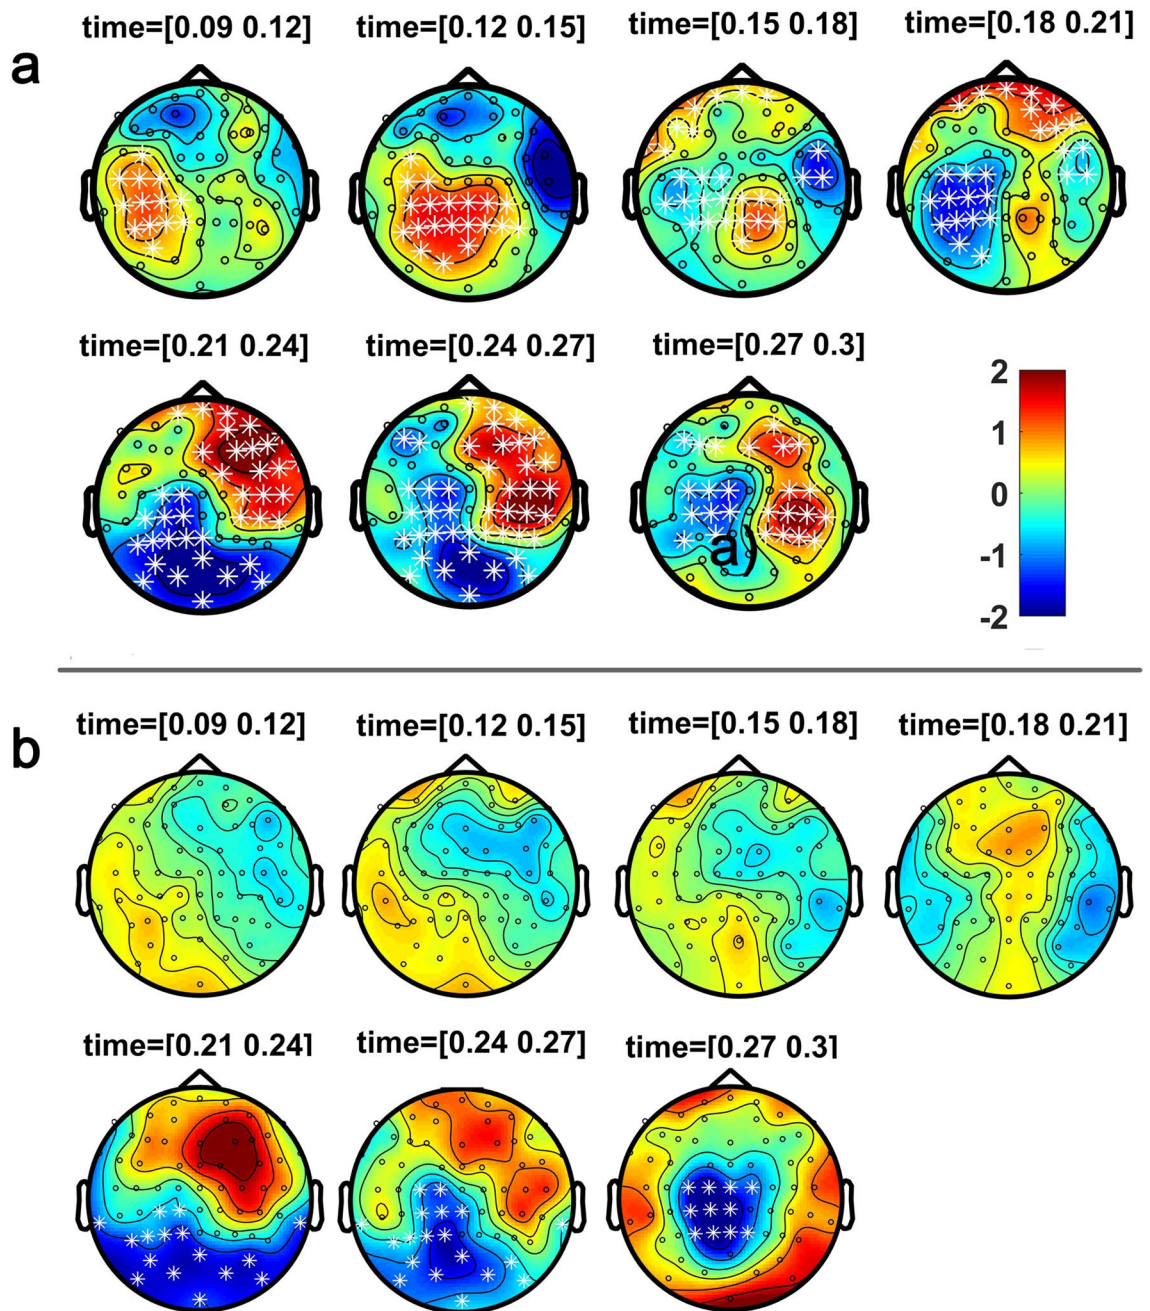 a
time=[0.09 0.12] time=[0.12 0.15] time=[0.15 0.18] time=[0.18 0.21]
time=[0.21 0.24] time=[0.24 0.27] time=[0.27 0.3]
2
1
0
-1
-2
a)
b
time=[0.09 0.12] time=[0.12 0.15] time=[0.15 0.18] time=[0.18 0.21]
time=[0.21 0.24] time=[0.24 0.27] time=[0.27 0.3]